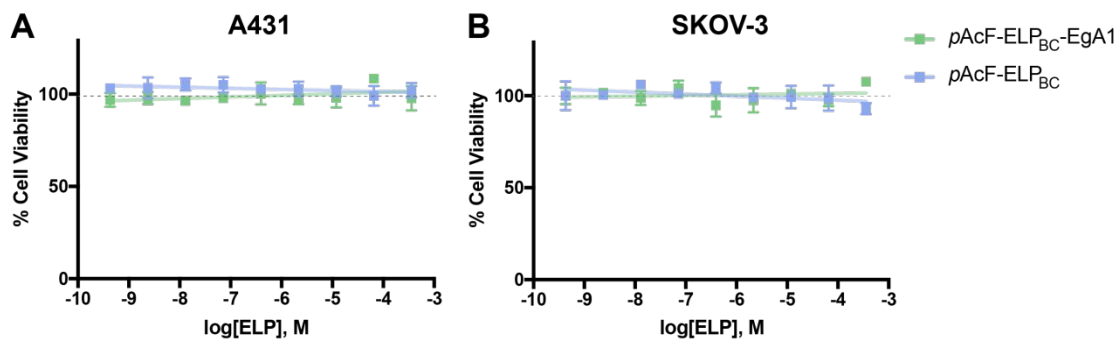 A
A431
% Cell Viability
100
50
0
-10 -9 -8 -7 -6 -5 -4 -3
log[ELP], M
B
SKOV-3
% Cell Viability
100
50
0
-10 -9 -8 -7 -6 -5 -4 -3
log[ELP], M
pAcF-ELPBC-EgA1
pAcF-ELPBC